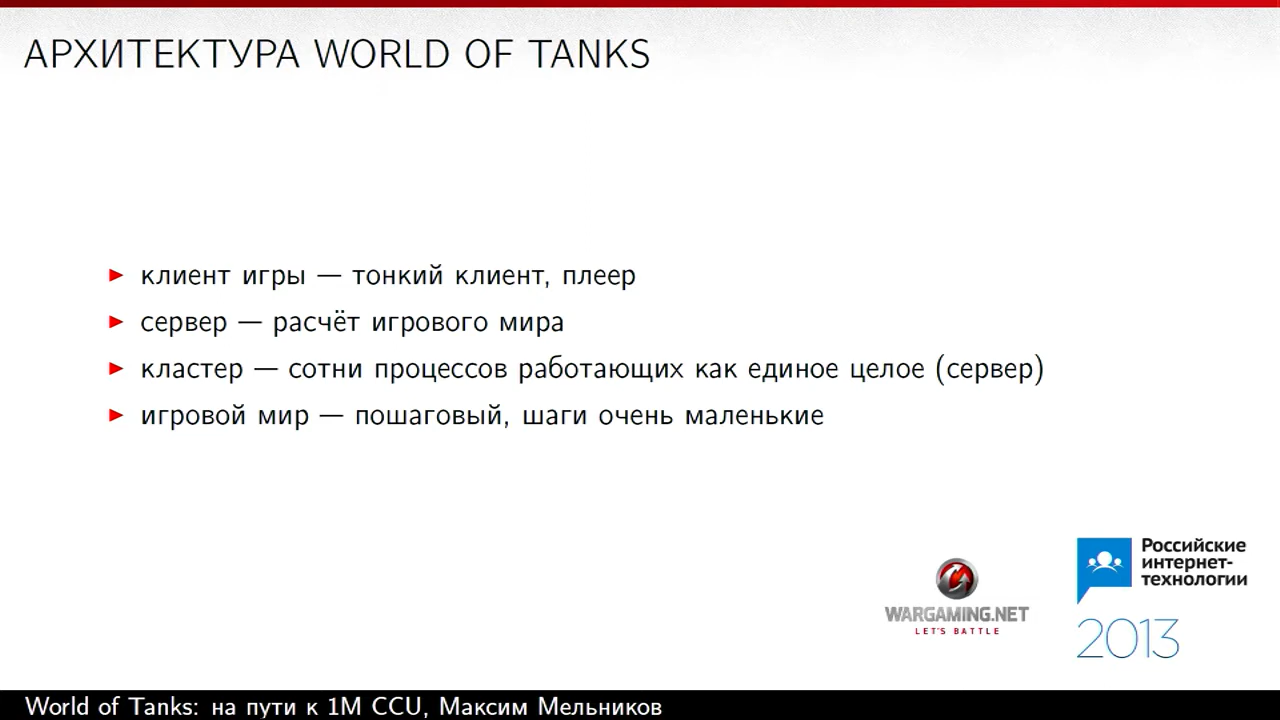 АРХИТЕКТУРА WORLD OF TANKS
клиент игры — тонкий клиент, плеер
сервер — расчёт игрового мира
кластер — сотни процессов работающих как единое целое (сервер)
игровой мир — пошаговый, шаги очень маленькие
WARGAMING.NET
LET'S BATTLE
Российские
интернет-
технологии
2013
World of Tanks: на пути к 1M CCU, Максим Мельников